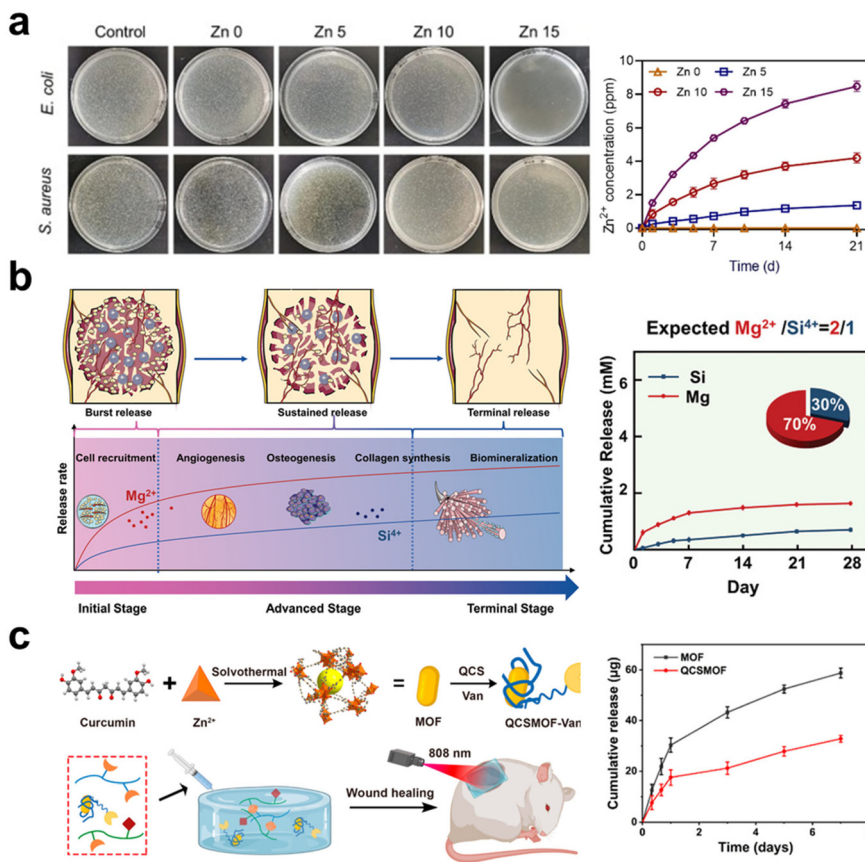 a
Control Zn 0 Zn 5 Zn 10 Zn 15
E. coli
S. aureus
Zn 0 Zn 5
Zn 10 Zn 15
Zn²⁺ concentration (ppm)
10
8
6
4
2
0
0 7 14 21
Time (d)
b
Burst release Sustained release Terminal release
Cell recruitment Angiogenesis Osteogenesis Collagen synthesis Biomineralization
Mg²⁺
Si⁴⁺
Release rate
Initial Stage Advanced Stage Terminal Stage
Expected Mg²⁺ /Si⁴⁺=2/1
Si
Mg
30%
70%
Cumulative Release (mM)
6
4
2
0
0 7 14 21 28
Day
c
Curcumin
+
Zn²⁺
Solvothermal
=
MOF
QCS
Van
QCSMOF-Van
808 nm
Wound healing
MOF
QCSMOF
Cumulative release (µg)
60
40
20
0
0 2 4 6
Time (days)